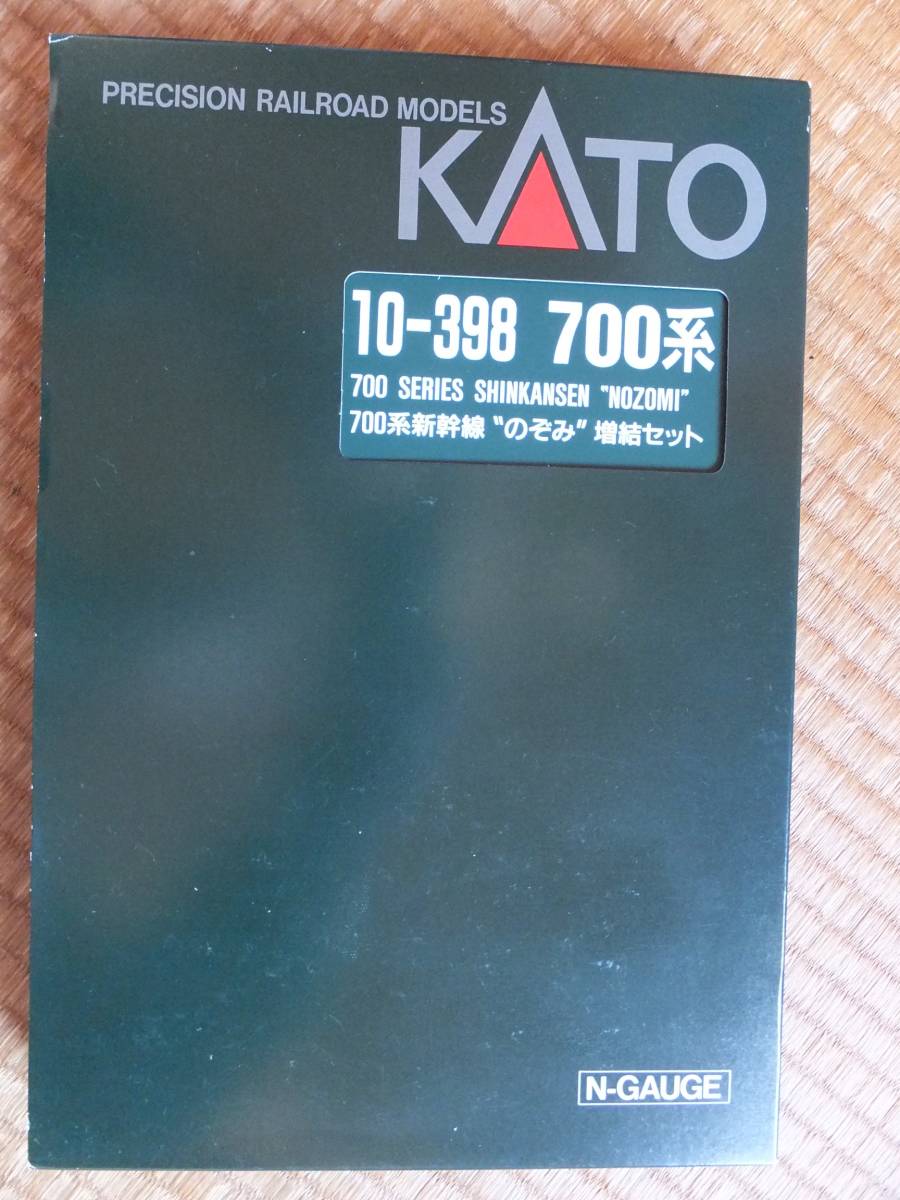 PRECISION RAILROAD MODELS
KATO
10-398 700系
700 SERIES SHINKANSEN "NOZOMI"
700系新幹線 "のぞみ" 増結セット
N-GAUGE